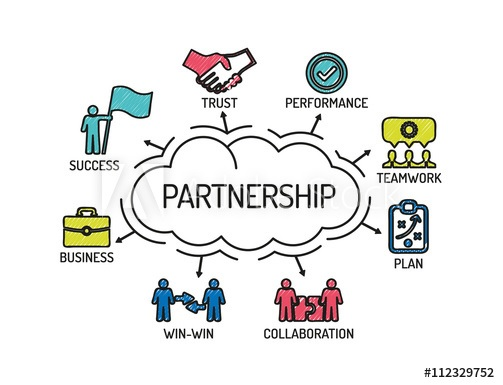 TRUST
PERFORMANCE
SUCCESS
TEAMWORK
PARTNERSHIP
BUSINESS
PLAN
WIN-WIN
COLLABORATION
#112329752